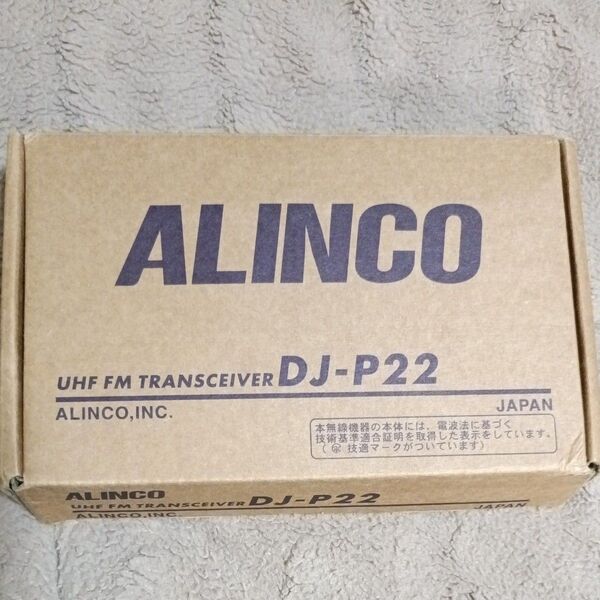 ALINCO
UHF FM TRANSCEIVER DJ-P22
ALINCO,INC. JAPAN
本無線機器の本体には、電波法に基づく
技術基準適合証明を取得した表示をしています。
( 技適マークがついています)
ALINCO
UHF FM TRANSCEIVER DJ-P22
ALINCO,INC. JAPAN